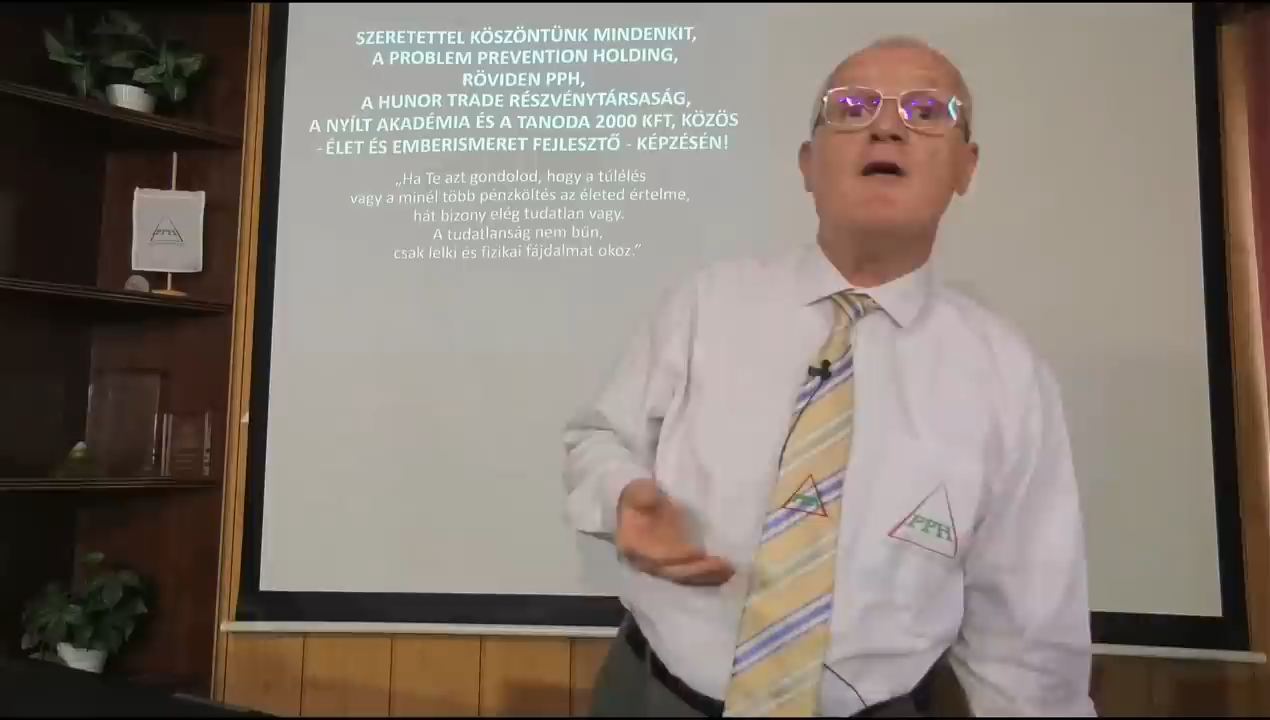 SZERETETTEL KÖSZÖNTÜNK MINDENKIT,
A PROBLEM PREVENTION HOLDING,
RÖVIDEN PPH,
A HUNOR TRADE RÉSZVÉNYTÁRSASÁG,
A NYÍLT AKADÉMIA ÉS A TANODA 2000 KFT, KÖZÖS
- ÉLET ÉS EMBERISMERET FEJLESZTŐ - KÉPZÉSÉN!
„Ha Te azt gondolod, hogy a túlélés
vagy a minél több pénzköltés az életed értelme,
hát bizony elég tudatlan vagy.
A tudatlanság nem bűn,
csak lelki és fizikai fájdalmat okoz."
PPH